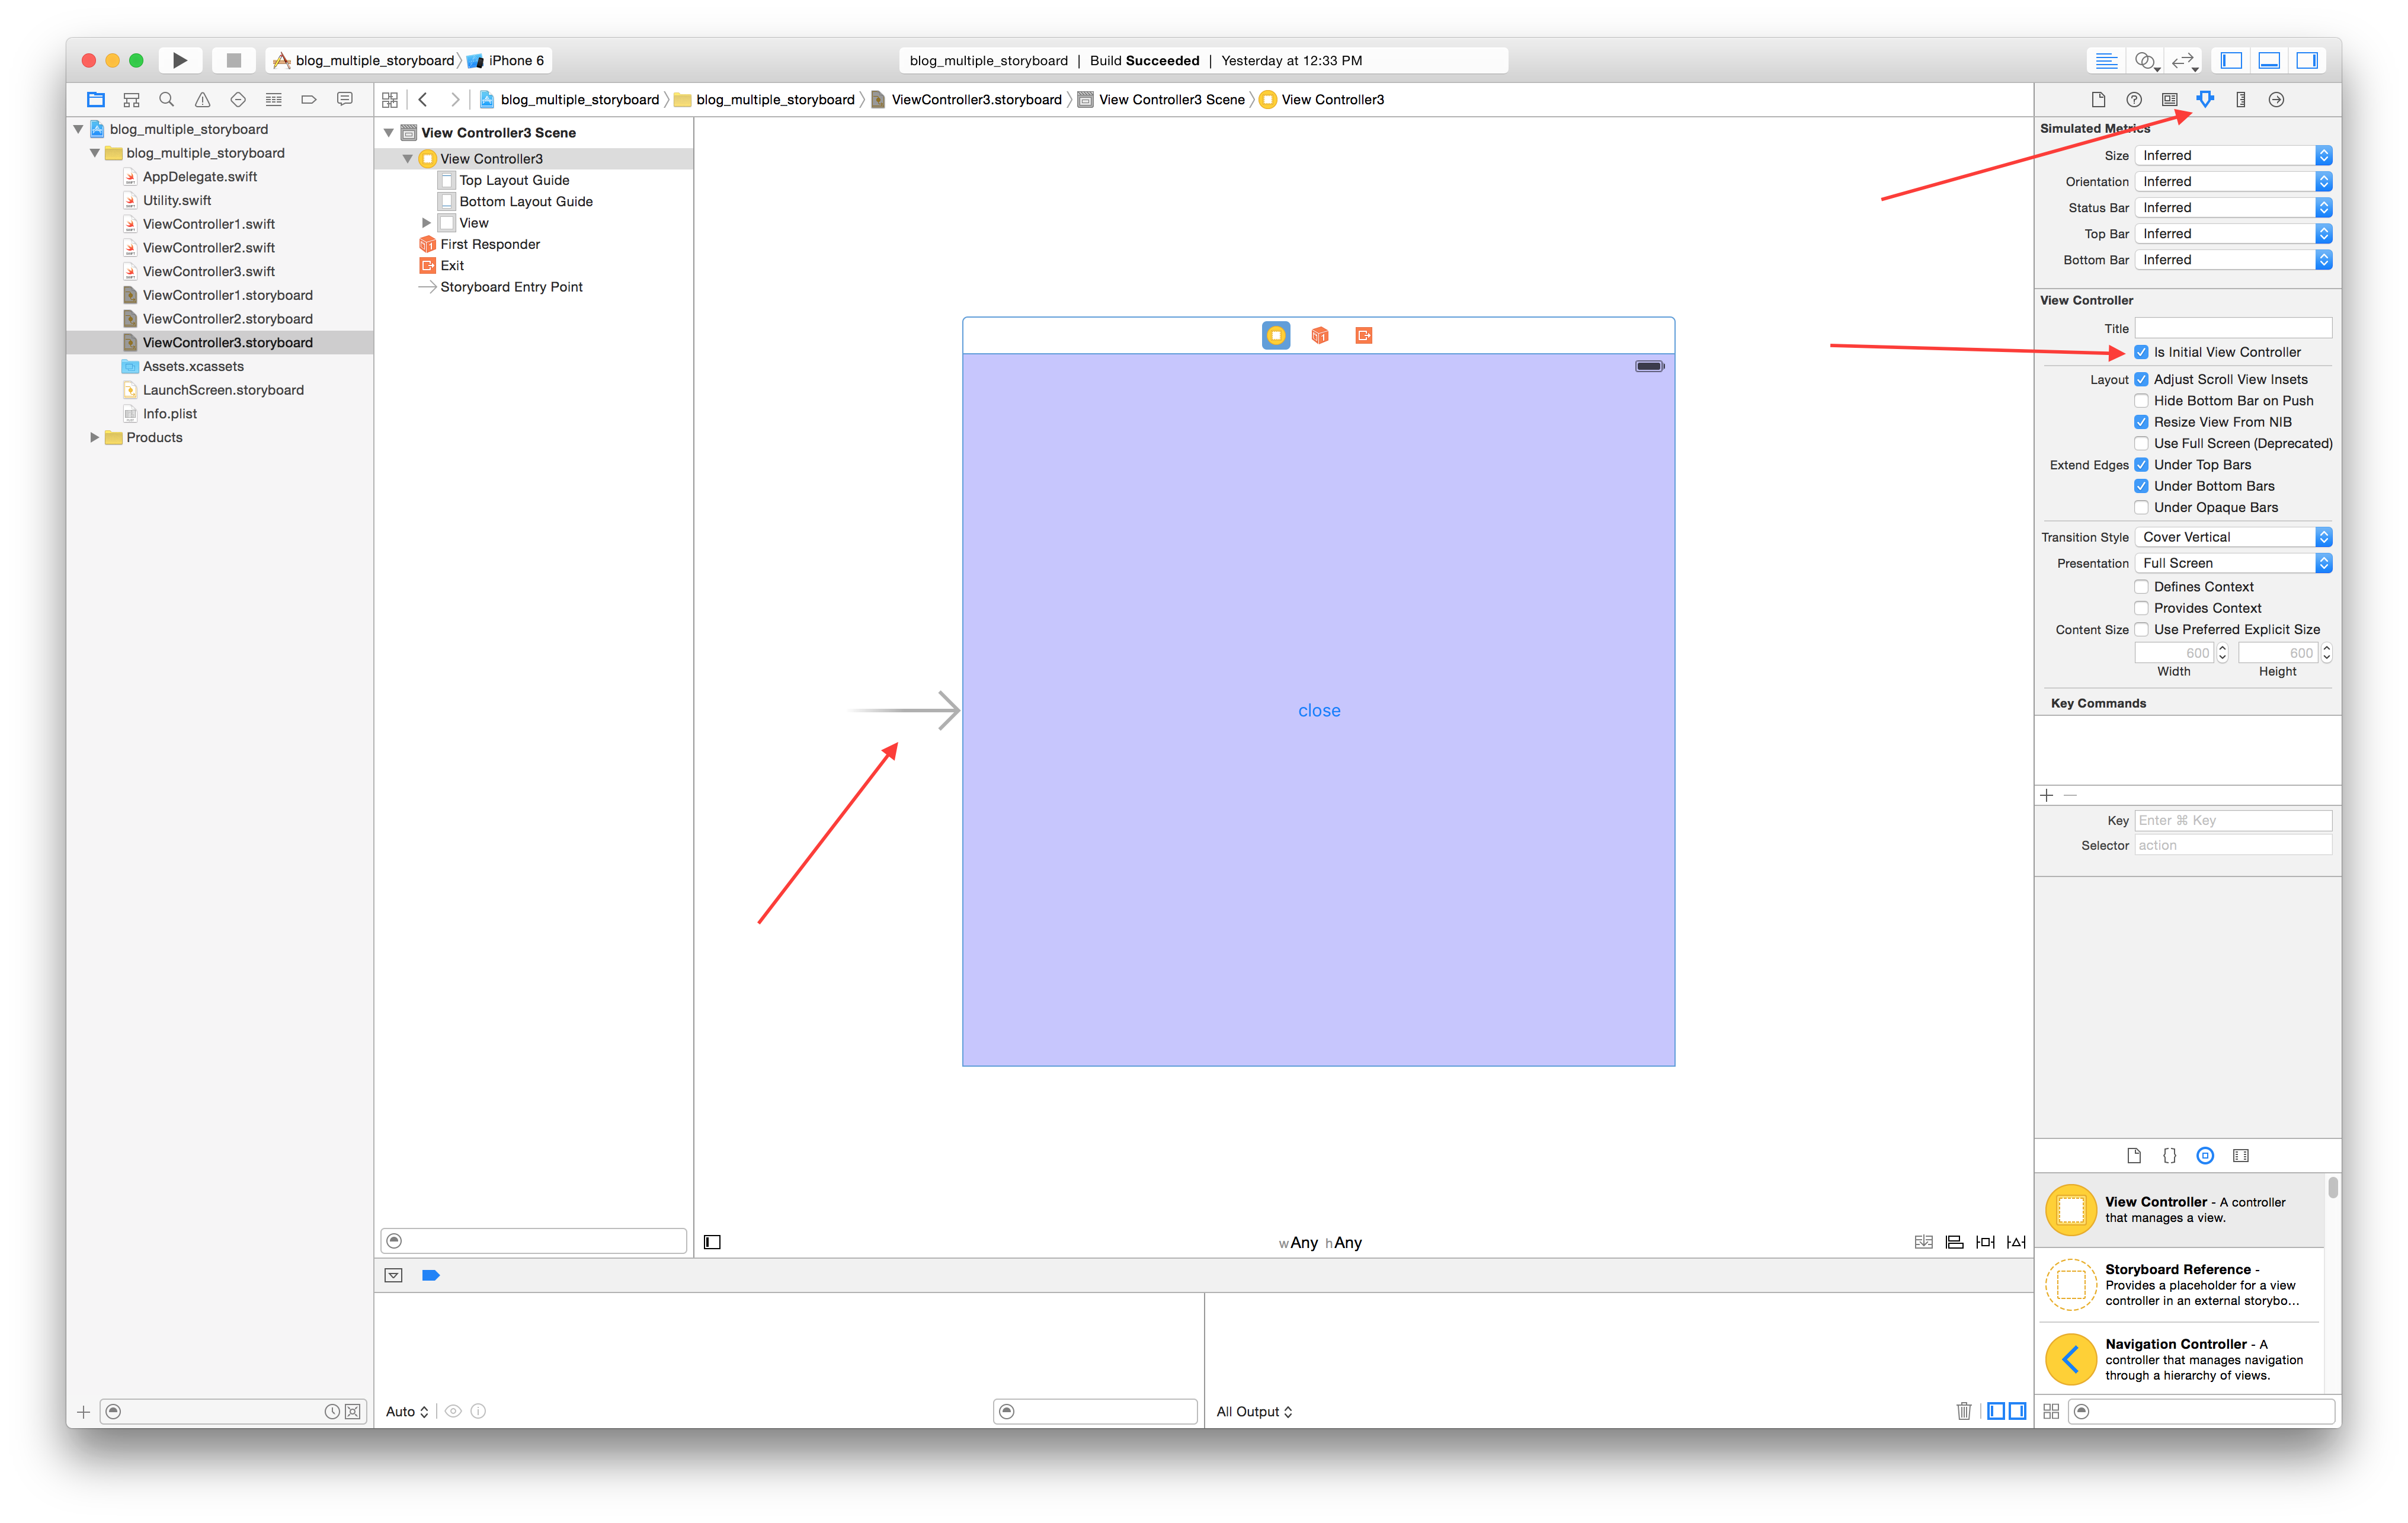 blog_multiple_storyboard iPhone 6
blog_multiple_storyboard | Build Succeeded | Yesterday at 12:33 PM
blog_multiple_storyboard blog_multiple_storyboard ViewController3.storyboard View Controller3 Scene View Controller3
blog_multiple_storyboard
blog_multiple_storyboard
AppDelegate.swift
Utility.swift
ViewController1.swift
ViewController2.swift
ViewController3.swift
ViewController1.storyboard
ViewController2.storyboard
ViewController3.storyboard
Assets.xcassets
LaunchScreen.storyboard
Info.plist
Products
View Controller3 Scene
View Controller3
Top Layout Guide
Bottom Layout Guide
View
First Responder
Exit
Storyboard Entry Point
close
wAny hAny
Auto
All Output
Simulated Metrics
Size Inferred
Orientation Inferred
Status Bar Inferred
Top Bar Inferred
Bottom Bar Inferred
View Controller
Title
Is Initial View Controller
Layout Adjust Scroll View Insets
Hide Bottom Bar on Push
Resize View From NIB
Use Full Screen (Deprecated)
Extend Edges Under Top Bars
Under Bottom Bars
Under Opaque Bars
Transition Style Cover Vertical
Presentation Full Screen
Defines Context
Provides Context
Content Size Use Preferred Explicit Size
600 600
Width Height
Key Commands
Key Enter ⌘ Key
Selector action
View Controller - A controller
that manages a view.
Storyboard Reference -
Provides a placeholder for a view
controller in an external storybo...
Navigation Controller - A
controller that manages navigation
through a hierarchy of views.